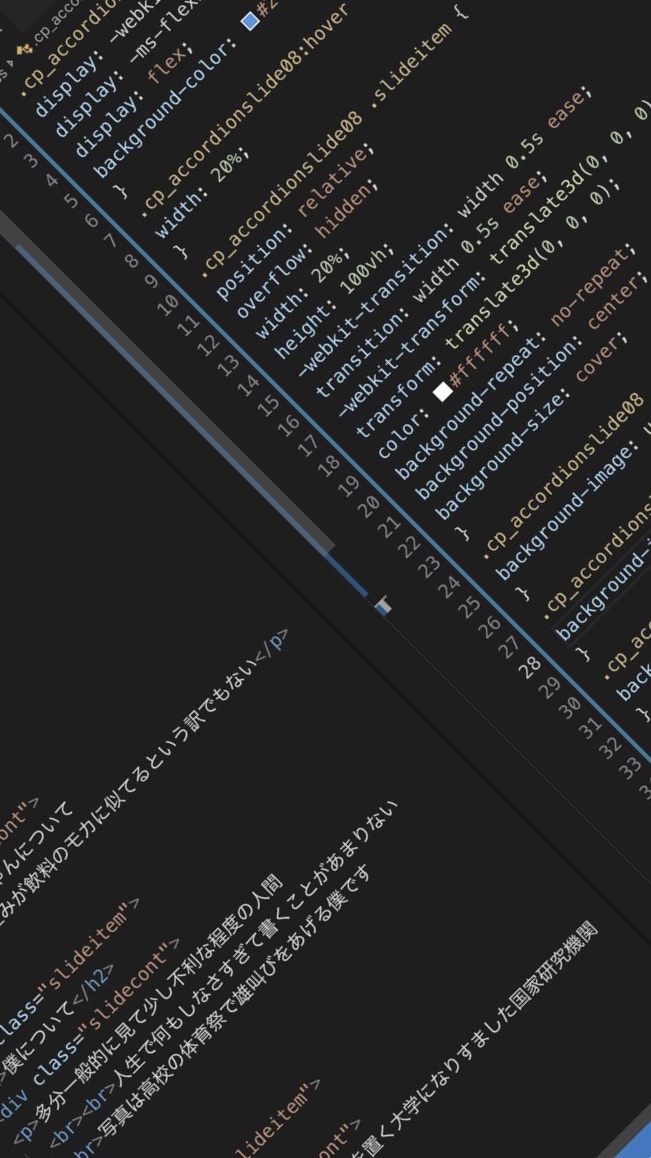 cp_acco
.cp_accordio
display: -webki
display: -ms-flex
display: flex;
background-color: #2
}
.cp_accordionslide08:hover
width: 20%;
}
.cp_accordionslide08 .slideitem {
position: relative;
overflow: hidden;
width: 20%;
height: 100vh;
-webkit-transition: width 0.5s ease;
transition: width 0.5s ease;
-webkit-transform: translate3d(0, 0, 0)
transform: translate3d(0, 0, 0);
color: #ffffff;
background-repeat: no-repeat;
background-position: center;
background-size: cover;
}
.cp_accordionslide08
background-image:
}
.cp_accordions
background-i
}
.cp_acc
back
}
2
3
4
5
6
7
8
9
10
11
12
13
14
15
16
17
18
19
20
21
22
23
24
25
26
27
28
29
30
31
32
33
</p>
みが飲料のモカに似てるという訳でもない</p>
ont">
んについて
class="slideitem">
僕について</h2>
div class="slidecont">
<p>多分一般的に見て少し不利な程度の人間
<br><br>人生で何もしなさすぎて書くことがあまりない
br>写真は高校の体育祭で雄叫びをあげる僕です
lideitem">
ont">
を置く大学になりすました国家研究機関